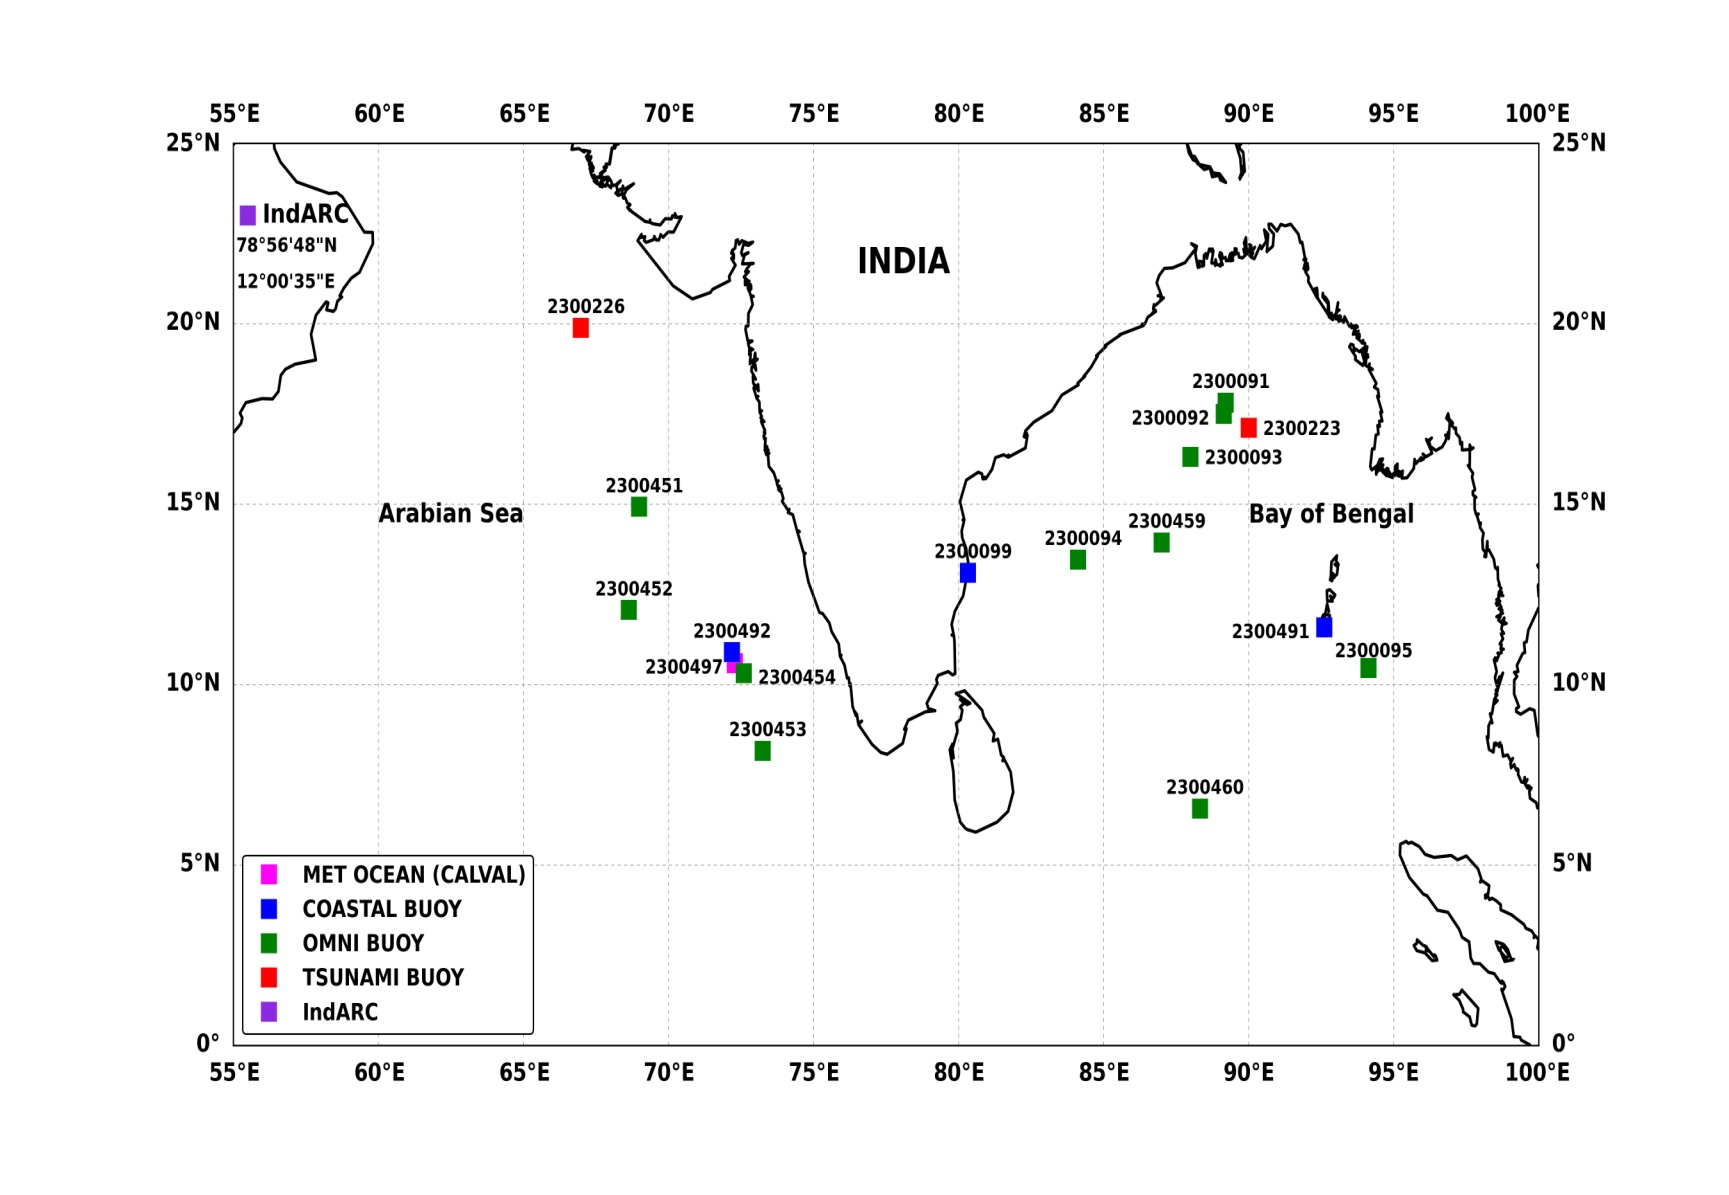 55°E 60°E 65°E 70°E 75°E 80°E 85°E 90°E 95°E 100°E
25°N 25°N
IndARC
78°56'48"N
12°00'35"E
INDIA
2300226
20°N 20°N
2300091
2300092
2300223
2300093
2300451
15°N 15°N
Arabian Sea
Bay of Bengal
2300459
2300094
2300099
2300452
2300492
2300491
2300095
2300497
2300454
10°N 10°N
2300453
2300460
5°N 5°N
MET OCEAN (CALVAL)
COASTAL BUOY
OMNI BUOY
TSUNAMI BUOY
IndARC
0° 0°
55°E 60°E 65°E 70°E 75°E 80°E 85°E 90°E 95°E 100°E